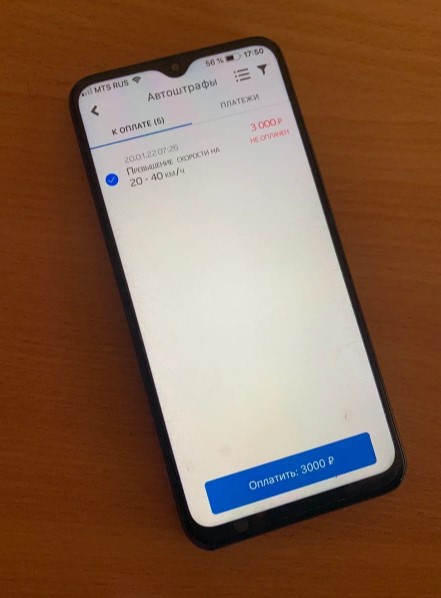 MTS RUS 56 % 17:50
Автоштрафы
К ОПЛАТЕ (5) ПЛАТЕЖИ
20.01.22 07:26
Превышение скорости на
20 - 40 км/ч
3 000 ₽
НЕ ОПЛАЧЕН
Оплатить: 3000 ₽